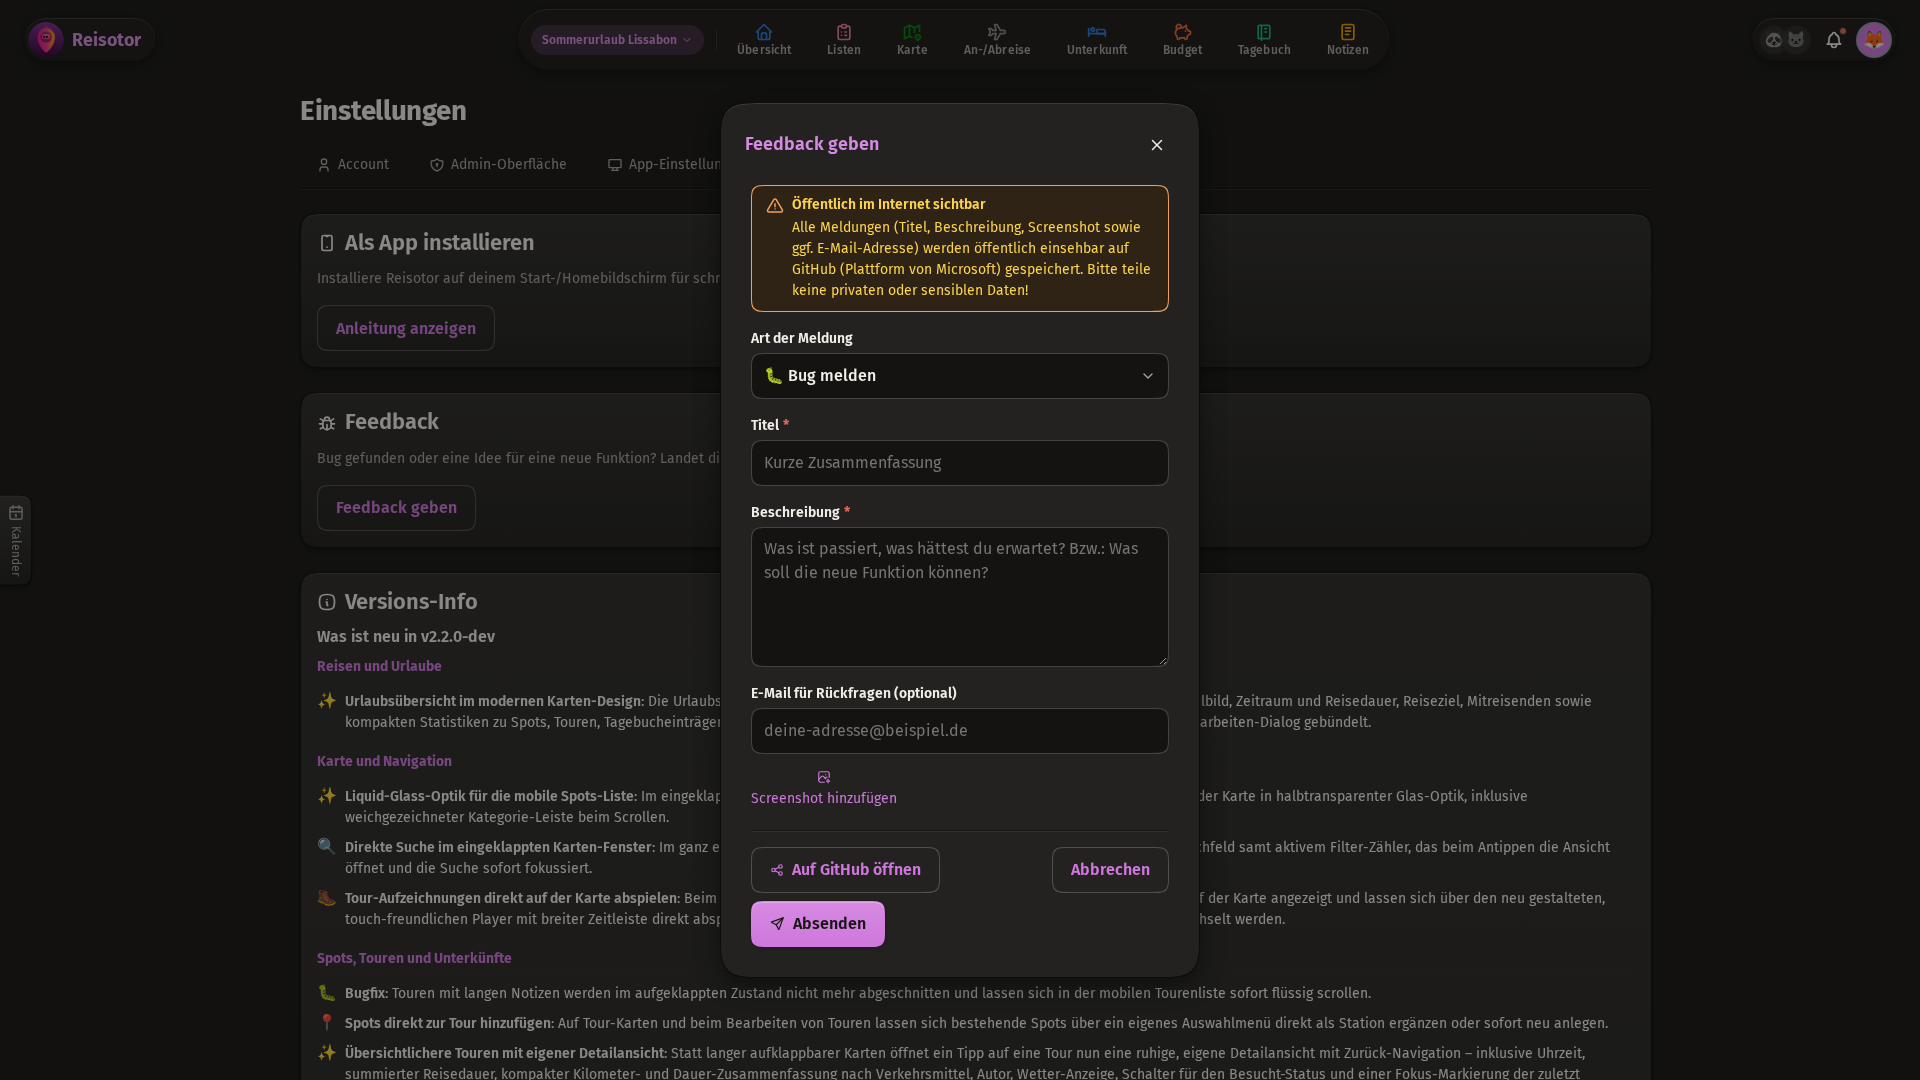 Reisotor
Sommerurlaub Lissabon
Übersicht
Listen
Karte
An-/Abreise
Unterkunft
Budget
Tagebuch
Notizen
Einstellungen
Account
Admin-Oberfläche
App-Einstellun
Als App installieren
Installiere Reisotor auf deinem Start-/Homebildschirm für schr
Anleitung anzeigen
Feedback
Bug gefunden oder eine Idee für eine neue Funktion? Landet di
Feedback geben
Kalender
Versions-Info
Was ist neu in v2.2.0-dev
Reisen und Urlaube
Urlaubsübersicht im modernen Karten-Design: Die Urlaubs lbild, Zeitraum und Reisedauer, Reiseziel, Mitreisenden sowie
kompakten Statistiken zu Spots, Touren, Tagebucheinträger arbeiten-Dialog gebündelt.
Karte und Navigation
Liquid-Glass-Optik für die mobile Spots-Liste: Im eingeklap der Karte in halbtransparenter Glas-Optik, inklusive
weichgezeichneter Kategorie-Leiste beim Scrollen.
Direkte Suche im eingeklappten Karten-Fenster: Im ganz e chfeld samt aktivem Filter-Zähler, das beim Antippen die Ansicht
öffnet und die Suche sofort fokussiert.
Tour-Aufzeichnungen direkt auf der Karte abspielen: Beim f der Karte angezeigt und lassen sich über den neu gestalteten,
touch-freundlichen Player mit breiter Zeitleiste direkt absp chselt werden.
Spots, Touren und Unterkünfte
Bugfix: Touren mit langen Notizen werden im aufgeklappten Zustand nicht mehr abgeschnitten und lassen sich in der mobilen Tourenliste sofort flüssig scrollen.
Spots direkt zur Tour hinzufügen: Auf Tour-Karten und beim Bearbeiten von Touren lassen sich bestehende Spots über ein eigenes Auswahlmenü direkt als Station ergänzen oder sofort neu anlegen.
Übersichtlichere Touren mit eigener Detailansicht: Statt langer aufklappbarer Karten öffnet ein Tipp auf eine Tour nun eine ruhige, eigene Detailansicht mit Zurück-Navigation – inklusive Uhrzeit,
summierter Reisedauer, kompakter Kilometer- und Dauer-Zusammenfassung nach Verkehrsmittel, Autor, Wetter-Anzeige, Schalter für den Besucht-Status und einer Fokus-Markierung der zuletzt
Feedback geben
Öffentlich im Internet sichtbar
Alle Meldungen (Titel, Beschreibung, Screenshot sowie
ggf. E-Mail-Adresse) werden öffentlich einsehbar auf
GitHub (Plattform von Microsoft) gespeichert. Bitte teile
keine privaten oder sensiblen Daten!
Art der Meldung
🐛 Bug melden
Titel *
Kurze Zusammenfassung
Beschreibung *
Was ist passiert, was hättest du erwartet? Bzw.: Was
soll die neue Funktion können?
E-Mail für Rückfragen (optional)
deine-adresse@beispiel.de
Screenshot hinzufügen
Auf GitHub öffnen
Abbrechen
Absenden